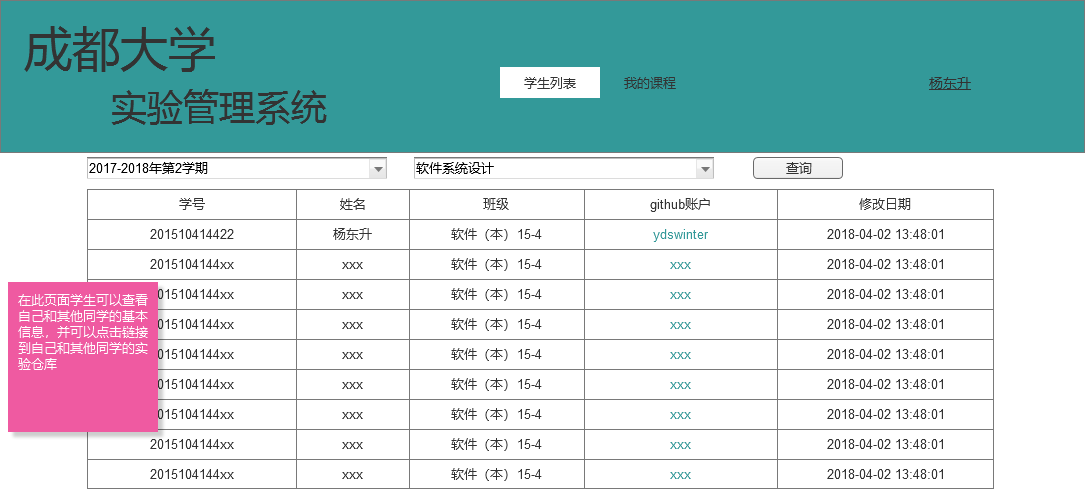 成都大学
实验管理系统
学生列表 我的课程 杨东升
2017-2018年第2学期 软件系统设计 查询
学号 姓名 班级 github账户 修改日期
201510414422 杨东升 软件（本）15-4 ydswinter 2018-04-02 13:48:01
2015104144xx xxx 软件（本）15-4 xxx 2018-04-02 13:48:01
015104144xx xxx 软件（本）15-4 xxx 2018-04-02 13:48:01
015104144xx xxx 软件（本）15-4 xxx 2018-04-02 13:48:01
015104144xx xxx 软件（本）15-4 xxx 2018-04-02 13:48:01
015104144xx xxx 软件（本）15-4 xxx 2018-04-02 13:48:01
015104144xx xxx 软件（本）15-4 xxx 2018-04-02 13:48:01
2015104144xx xxx 软件（本）15-4 xxx 2018-04-02 13:48:01
2015104144xx xxx 软件（本）15-4 xxx 2018-04-02 13:48:01
在此页面学生可以查看
自己和其他同学的基本
信息，并可以点击链接
到自己和其他同学的实
验仓库